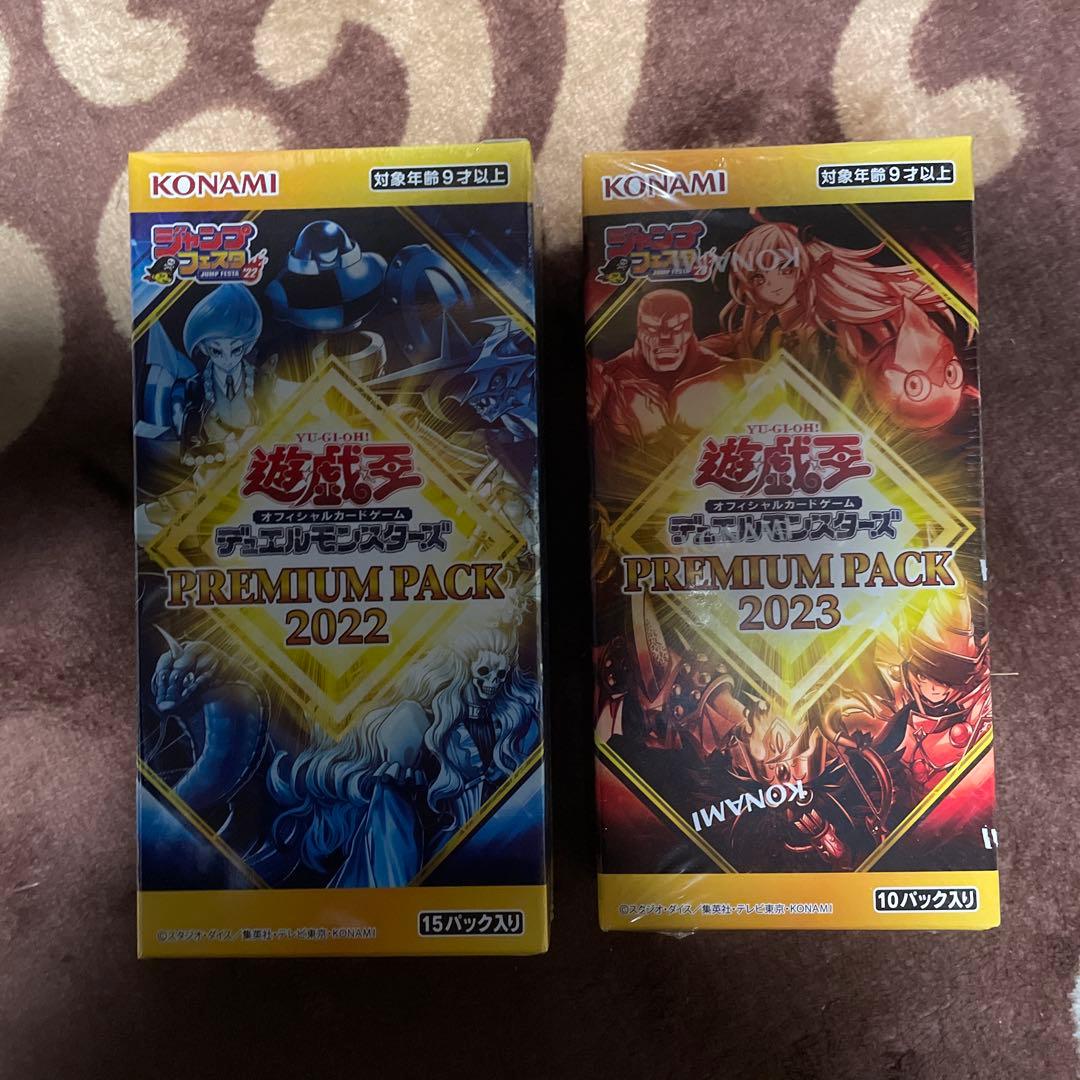 KONAMI
対象年齢9才以上
ジャンプ
フェスタ
JUMP FESTA '22
YU-GI-OH!
遊戯王
オフィシャルカードゲーム
デュエルモンスターズ
PREMIUM PACK
2022
©スタジオ・ダイス/集英社・テレビ東京・KONAMI
15パック入り
KONAMI
対象年齢9才以上
ジャンプ
フェスタ
JUMP FESTA '23
KONAMI
YU-GI-OH!
遊戯王
オフィシャルカードゲーム
デュエルモンスターズ
PREMIUM PACK
2023
KONAMI
©スタジオ・ダイス/集英社・テレビ東京・KONAMI
10パック入り